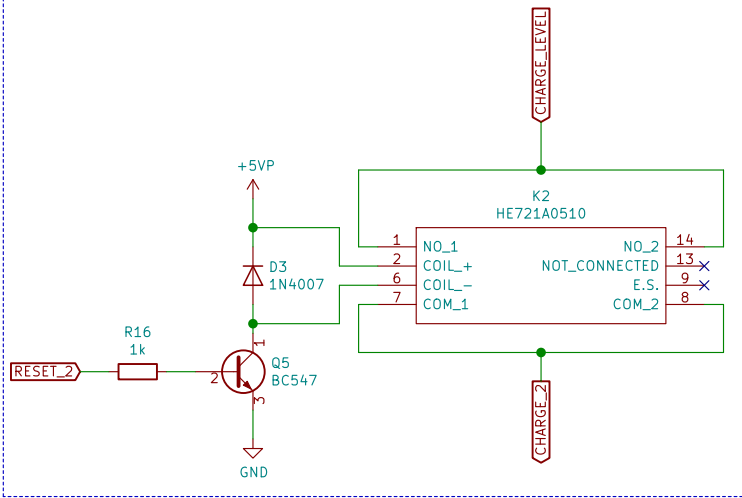 CHARGE_LEVEL
+5VP
K2
HE721A0510
1 NO_1 NO_2 14
2 COIL_+ NOT_CONNECTED 13
6 COIL_- E.S. 9
7 COM_1 COM_2 8
D3
1N4007
R16
1k
RESET_2
1
2
3
Q5
BC547
CHARGE_2
GND